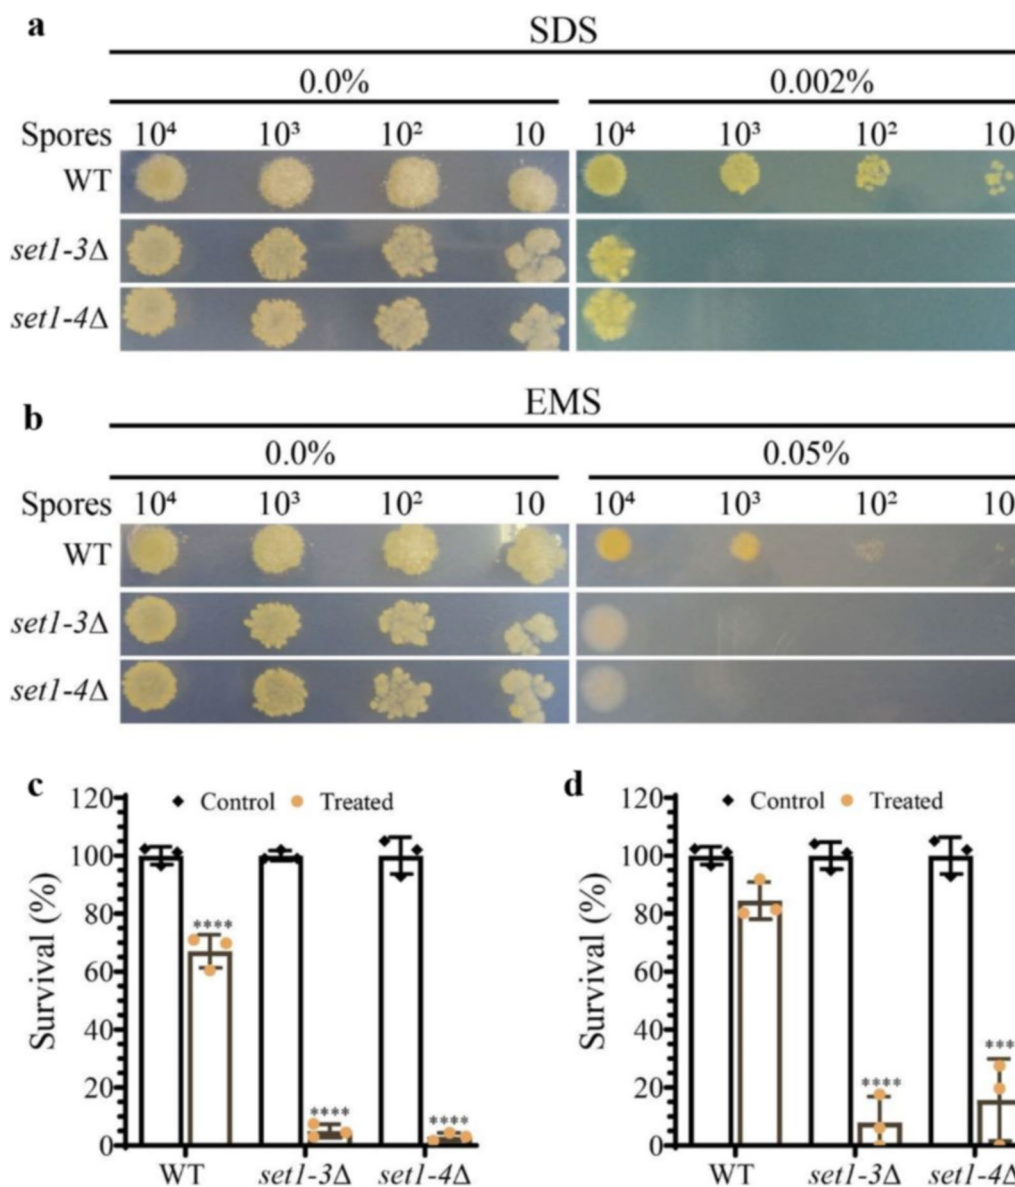 a
SDS
0.0% 0.002%
Spores 10⁴ 10³ 10² 10 10⁴ 10³ 10² 10
WT
set1-3Δ
set1-4Δ
b
EMS
0.0% 0.05%
Spores 10⁴ 10³ 10² 10 10⁴ 10³ 10² 10
WT
set1-3Δ
set1-4Δ
c
Control Treated
Survival (%)
120
100
80
60
40
20
0
****
****
****
WT set1-3Δ set1-4Δ
d
Control Treated
Survival (%)
120
100
80
60
40
20
0
****
***
WT set1-3Δ set1-4Δ